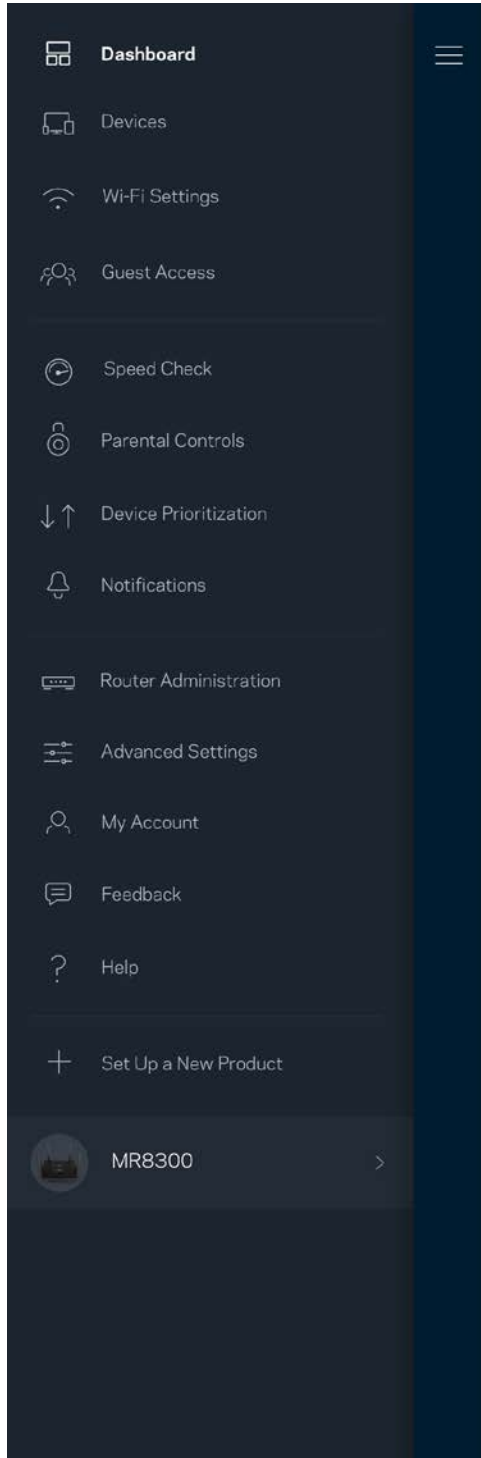 Dashboard
Devices
Wi-Fi Settings
Guest Access
Speed Check
Parental Controls
Device Prioritization
Notifications
Router Administration
Advanced Settings
My Account
Feedback
Help
Set Up a New Product
MR8300